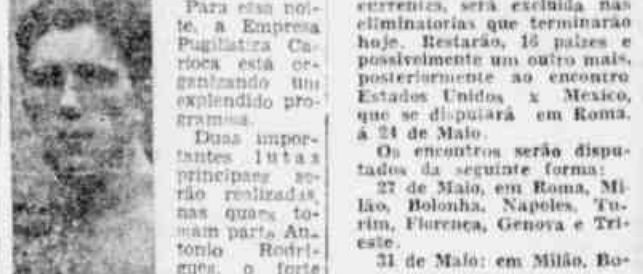 Para essa noi-
te, a Empresa
Pugilistica Ca-
rioca está or-
ganizando um
explendido pro-
gramma.
Duas impor-
tantes lutas
principaes se-
rão realizadas,
nas quaes to-
mam parte An-
tonio Rodri-
gues, o forte
currentes, será excluida nas
eliminatorias que terminarão
hoje. Restarão, 16 paizes e
possivelmente um outro mais,
posteriormente ao encontro
Estados Unidos x Mexico,
que se disputará em Roma,
á 24 de Maio.
Os encontros serão dispu-
tados da seguinte forma:
27 de Maio, em Roma, Mi-
lão, Bolonha, Napoles, Tu-
rim, Florença, Genova e Tri-
este.
31 de Maio: em Milão, Bo-